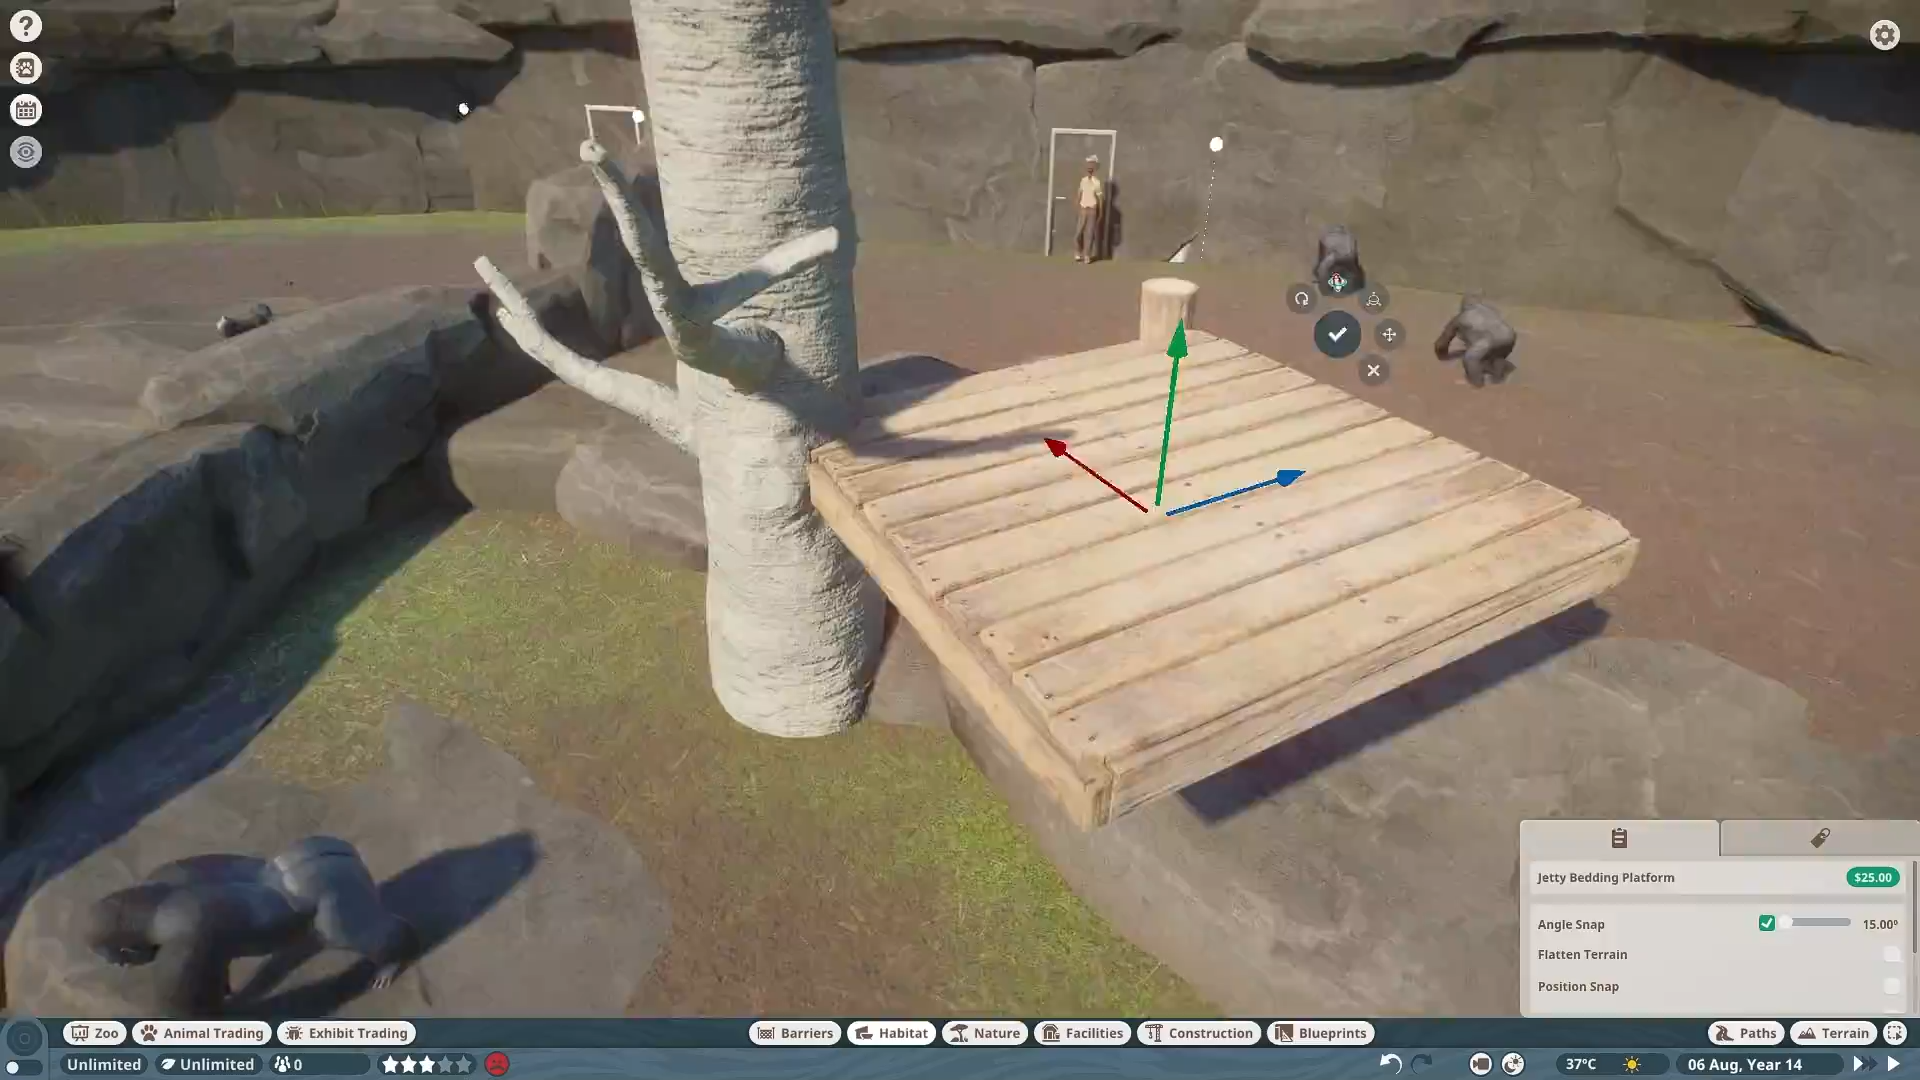 ?
Jetty Bedding Platform $25.00
Angle Snap 15.00°
Flatten Terrain
Position Snap
Zoo Animal Trading Exhibit Trading Barriers Habitat Nature Facilities Construction Blueprints Paths Terrain
Unlimited Unlimited 0 37°C 06 Aug, Year 14